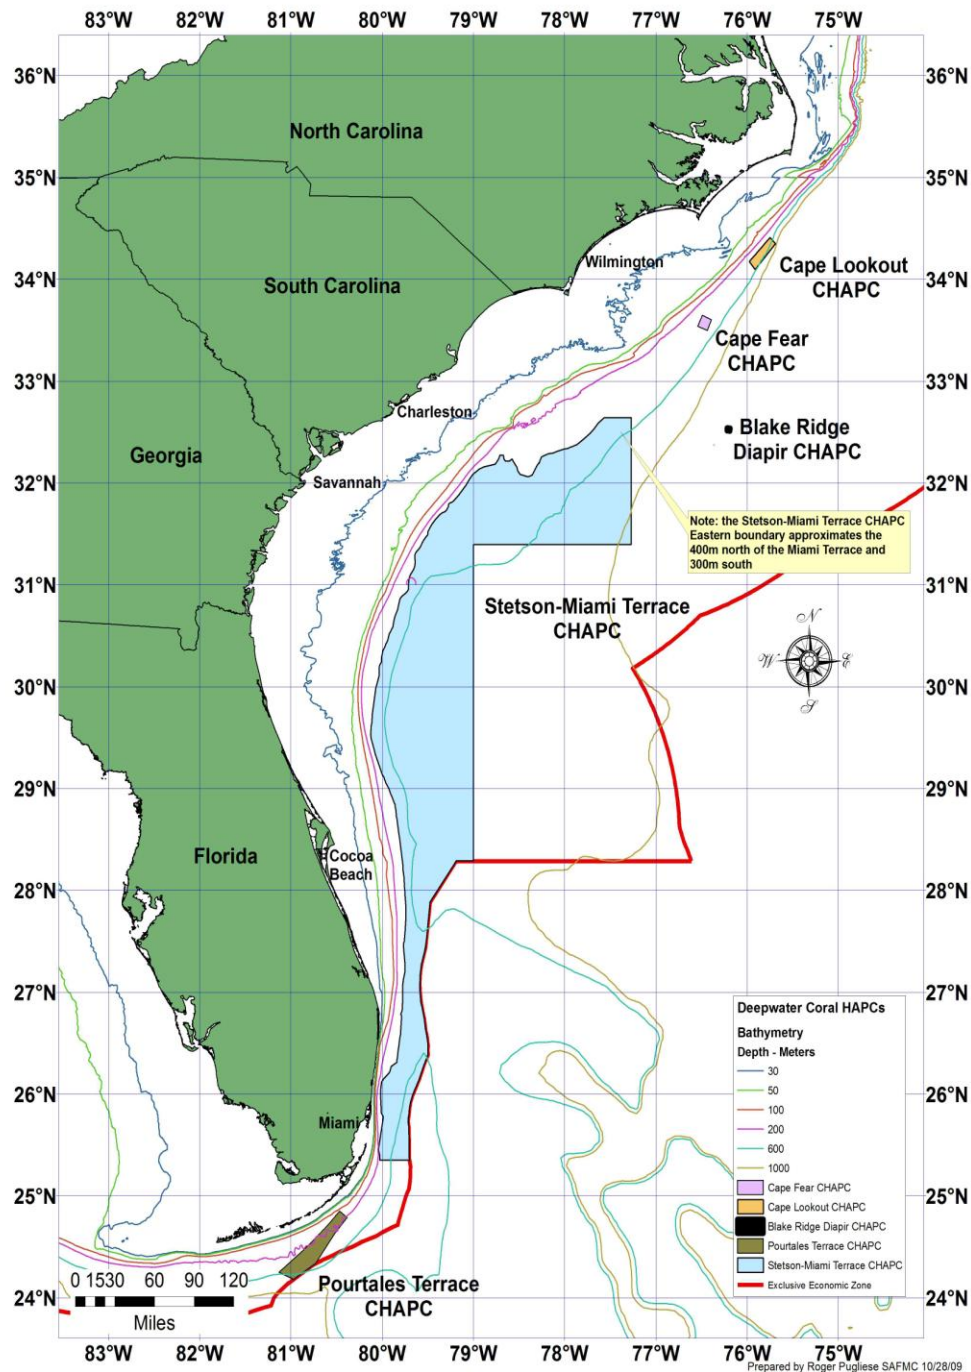 83°W 82°W 81°W 80°W 79°W 78°W 77°W 76°W 75°W
36°N 36°N
North Carolina
35°N 35°N
Wilmington
34°N 34°N
South Carolina
Cape Lookout
CHAPC
Cape Fear
CHAPC
33°N 33°N
Charleston
Blake Ridge
Diapir CHAPC
Georgia
32°N 32°N
Savannah
Note: the Stetson-Miami Terrace CHAPC
Eastern boundary approximates the
400m north of the Miami Terrace and
300m south
31°N 31°N
Stetson-Miami Terrace
CHAPC
N
W E
S
30°N 30°N
29°N 29°N
Florida
Cocoa
Beach
28°N 28°N
27°N 27°N
Deepwater Coral HAPCs
Bathymetry
Depth - Meters
30
50
100
200
600
1000
Cape Fear CHAPC
Cape Lookout CHAPC
Blake Ridge Diapir CHAPC
Pourtales Terrace CHAPC
Stetson-Miami Terrace CHAPC
Exclusive Economic Zone
26°N 26°N
Miami
25°N 25°N
0 1530 60 90 120
Miles
Pourtales Terrace
CHAPC
24°N 24°N
83°W 82°W 81°W 80°W 79°W 78°W 77°W 76°W 75°W
Prepared by Roger Pugliese SAFMC 10/28/09